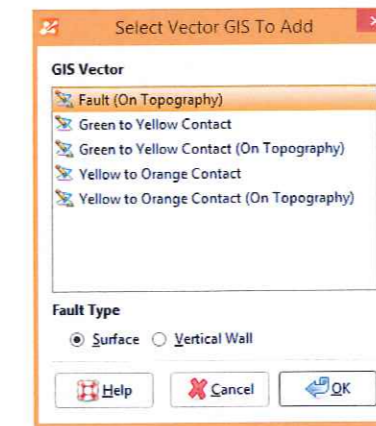 Select Vector GIS To Add
GIS Vector
Fault (On Topography)
Green to Yellow Contact
Green to Yellow Contact (On Topography)
Yellow to Orange Contact
Yellow to Orange Contact (On Topography)
Fault Type
Surface Vertical Wall
Help Cancel OK